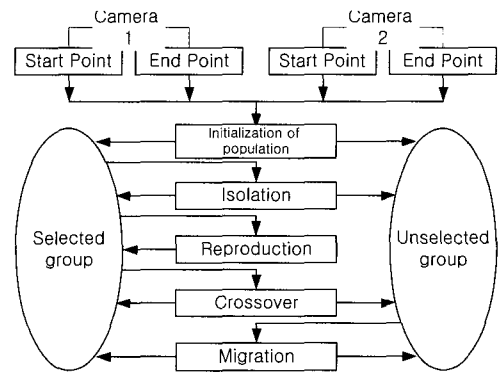 Camera 1
Camera 2
Start Point
End Point
Start Point
End Point
Initialization of
population
Isolation
Selected
group
Reproduction
Unselected
group
Crossover
Migration